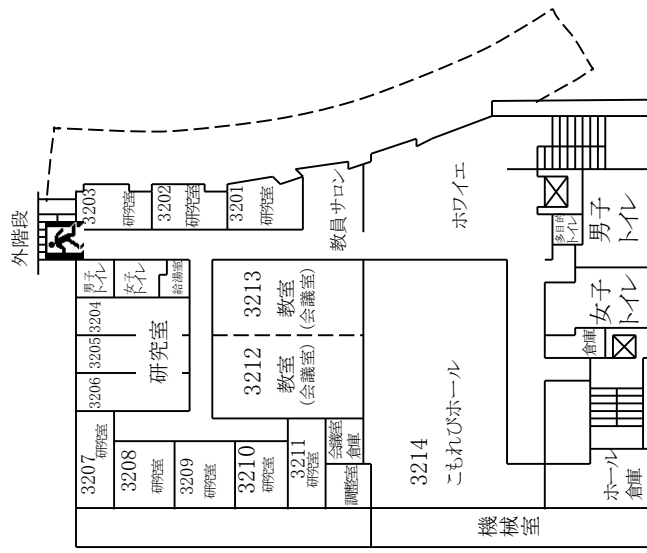 外階段
3203
研究室
3202
研究室
3201
研究室
教員サロン
ホワイエ
男子
トイレ
女子
トイレ
給湯室
3204
3205
3206
研究室
3213
教室
(会議室)
3212
教室
(会議室)
3207
研究室
3208
研究室
3209
研究室
3210
研究室
3211
研究室
会議室
倉庫
調整室
3214
こもれびホール
多目的
トイレ
男子
トイレ
女子
トイレ
倉庫
ホール
倉庫
機械室